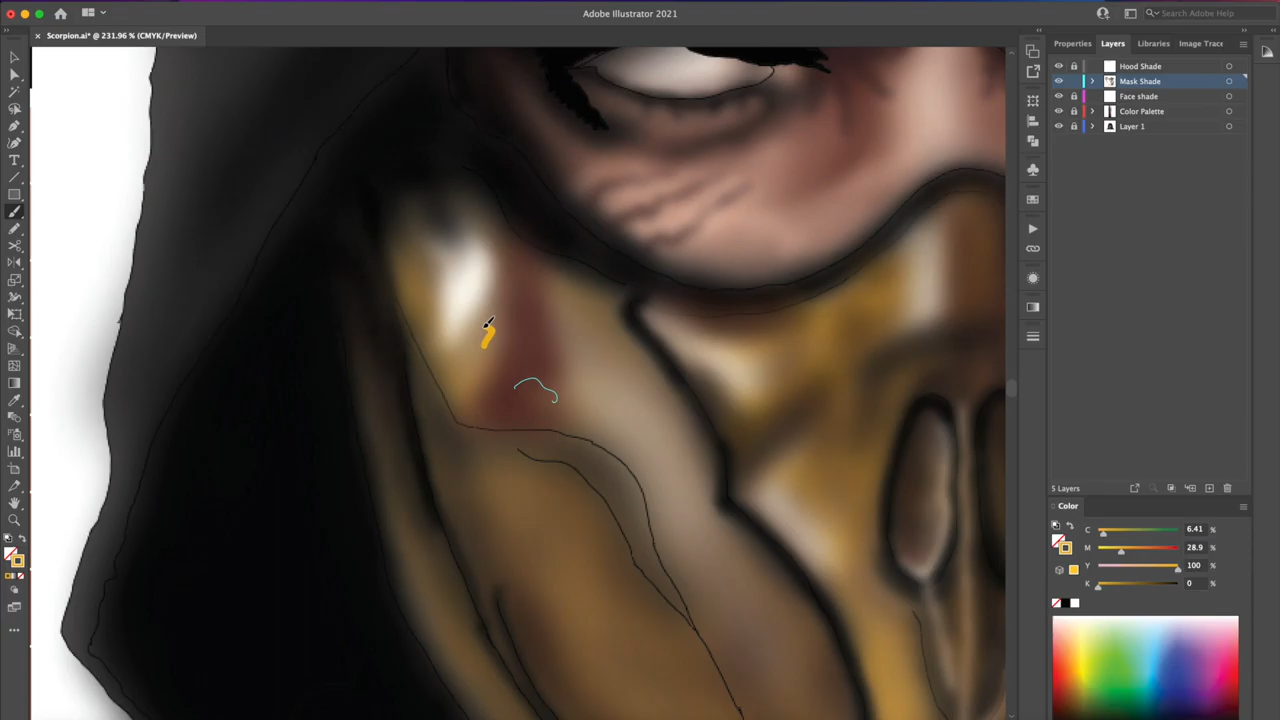 Adobe Illustrator 2021
Search Adobe Help
× Scorpion.ai* @ 231.96 % (CMYK/Preview)
Properties Layers Libraries Image Trace
Hood Shade
Mask Shade
Face shade
Color Palette
Layer 1
5 Layers
Color
C 6.41 %
M 28.9 %
Y 100 %
K 0 %